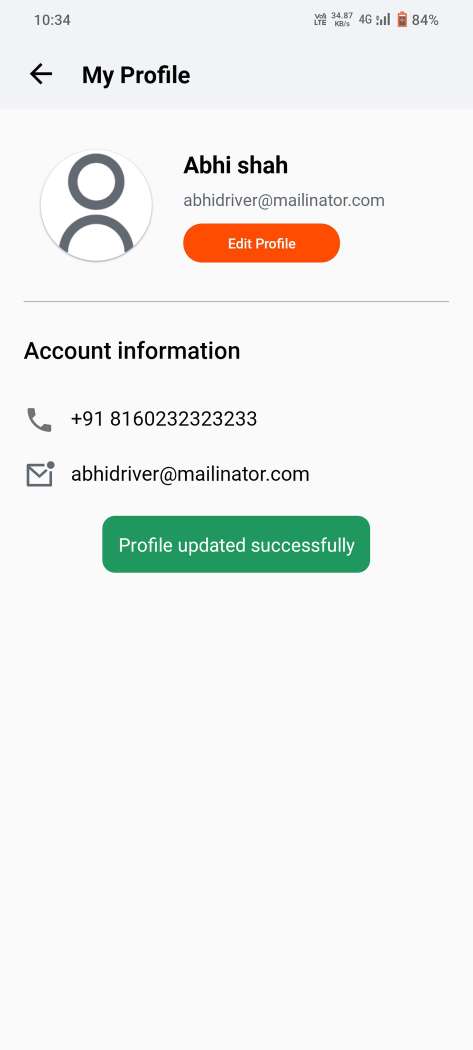 10:34 VoA LTE 34.87 KB/s 4G 84%
My Profile
Abhi shah
abhidriver@mailinator.com
Edit Profile
Account information
+91 8160232323233
abhidriver@mailinator.com
Profile updated successfully